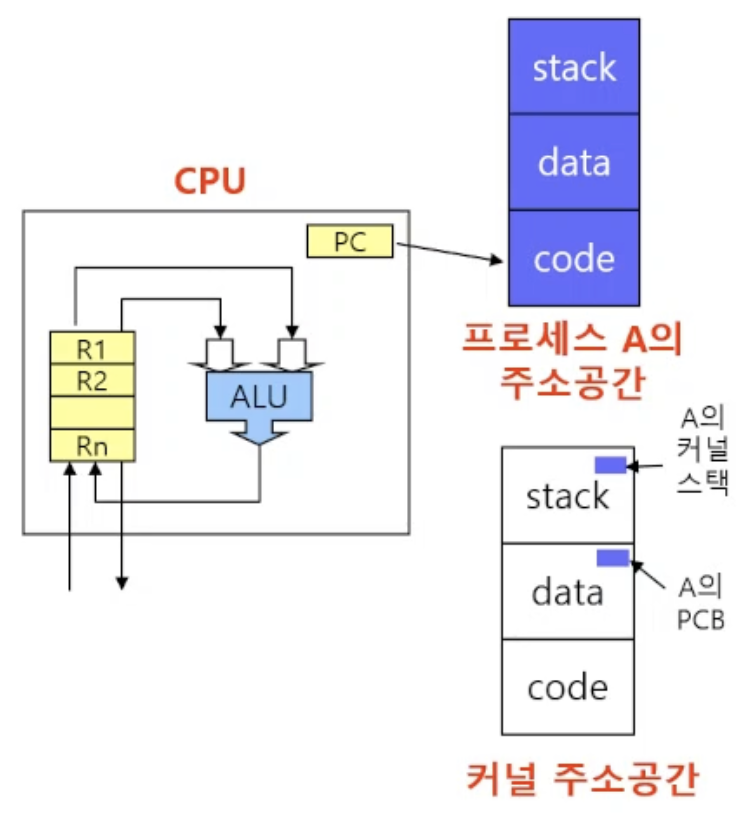 CPU
PC
R1
R2
Rn
ALU
stack
data
code
프로세스 A의
주소공간
stack
data
code
A의
커널
스택
A의
PCB
커널 주소공간